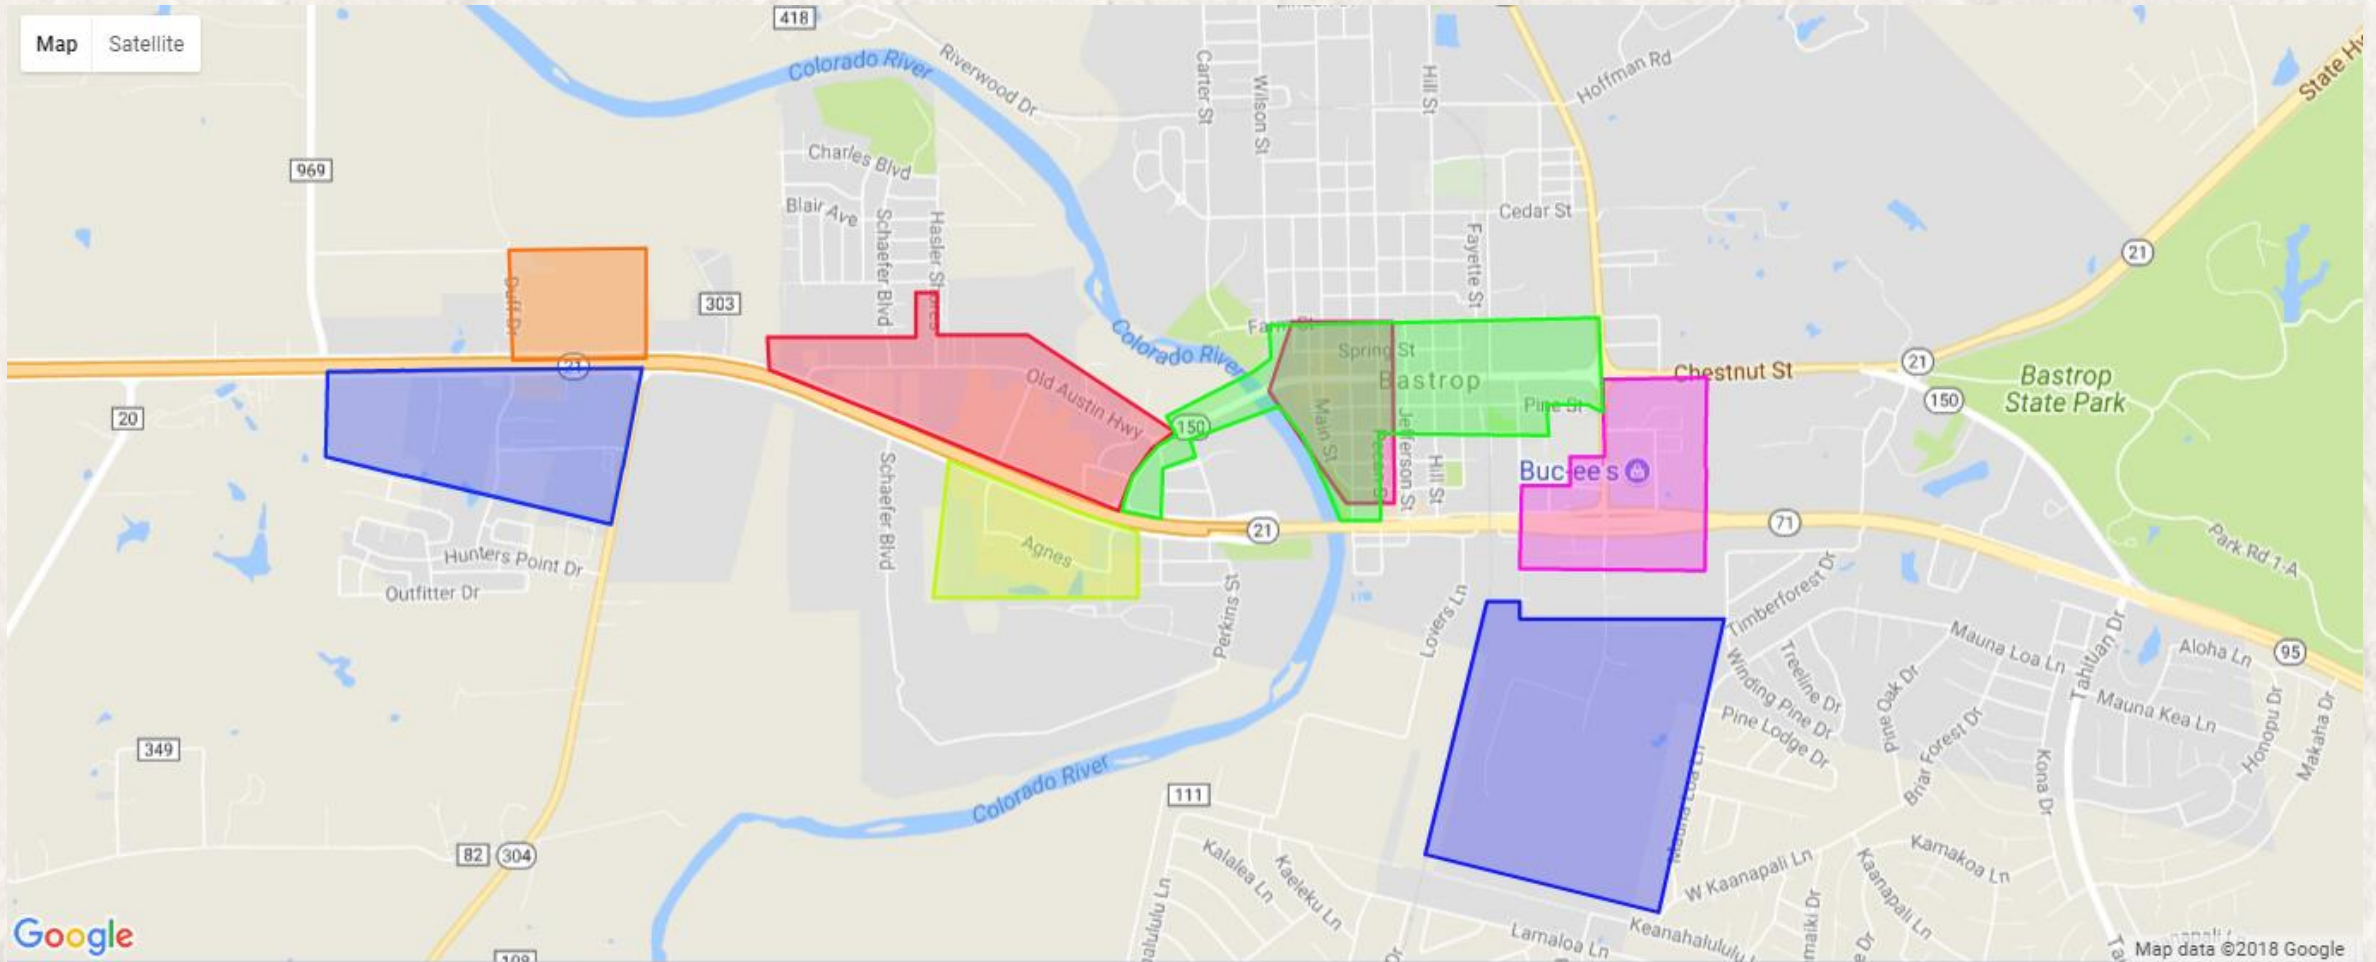 Map
Satellite
418
Colorado River
Riverwood Dr
Carter St
Wilson St
Hill St
Hoffman Rd
State
969
Charles Blvd
Blair Ave
Schaefer Blvd
Hasler
Cedar St
Fayette St
21
Duff Dr
303
Farm St
Colorado River
Spring St
Bastrop
Chestnut St
21
Bastrop
State Park
21
Old Austin Hwy
150
Main St
Pine St
150
20
Jefferson St
Pecan St
Hill St
Buc-ee's
Schaefer Blvd
21
71
Agnes
Hunters Point Dr
Outfitter Dr
Perkins St
Lovers Ln
Park Rd 1-A
Timberforest Dr
Mauna Loa Ln
Tahitian Dr
Aloha Ln
95
Treeline Dr
Winding Pine Dr
Pine Oak Dr
Mauna Kea Ln
Pine Lodge Dr
Briar Forest Dr
Honopu Dr
Makaha Dr
349
Colorado River
111
Mauna Loa Ln
Kona Dr
82
304
Kalalea Ln
Kaeleku Ln
W Kaanapali Ln
Kaanapali Ln
Kamakoa Ln
Lamaloa Ln
Keanahalululu
Google
Map data ©2018 Google